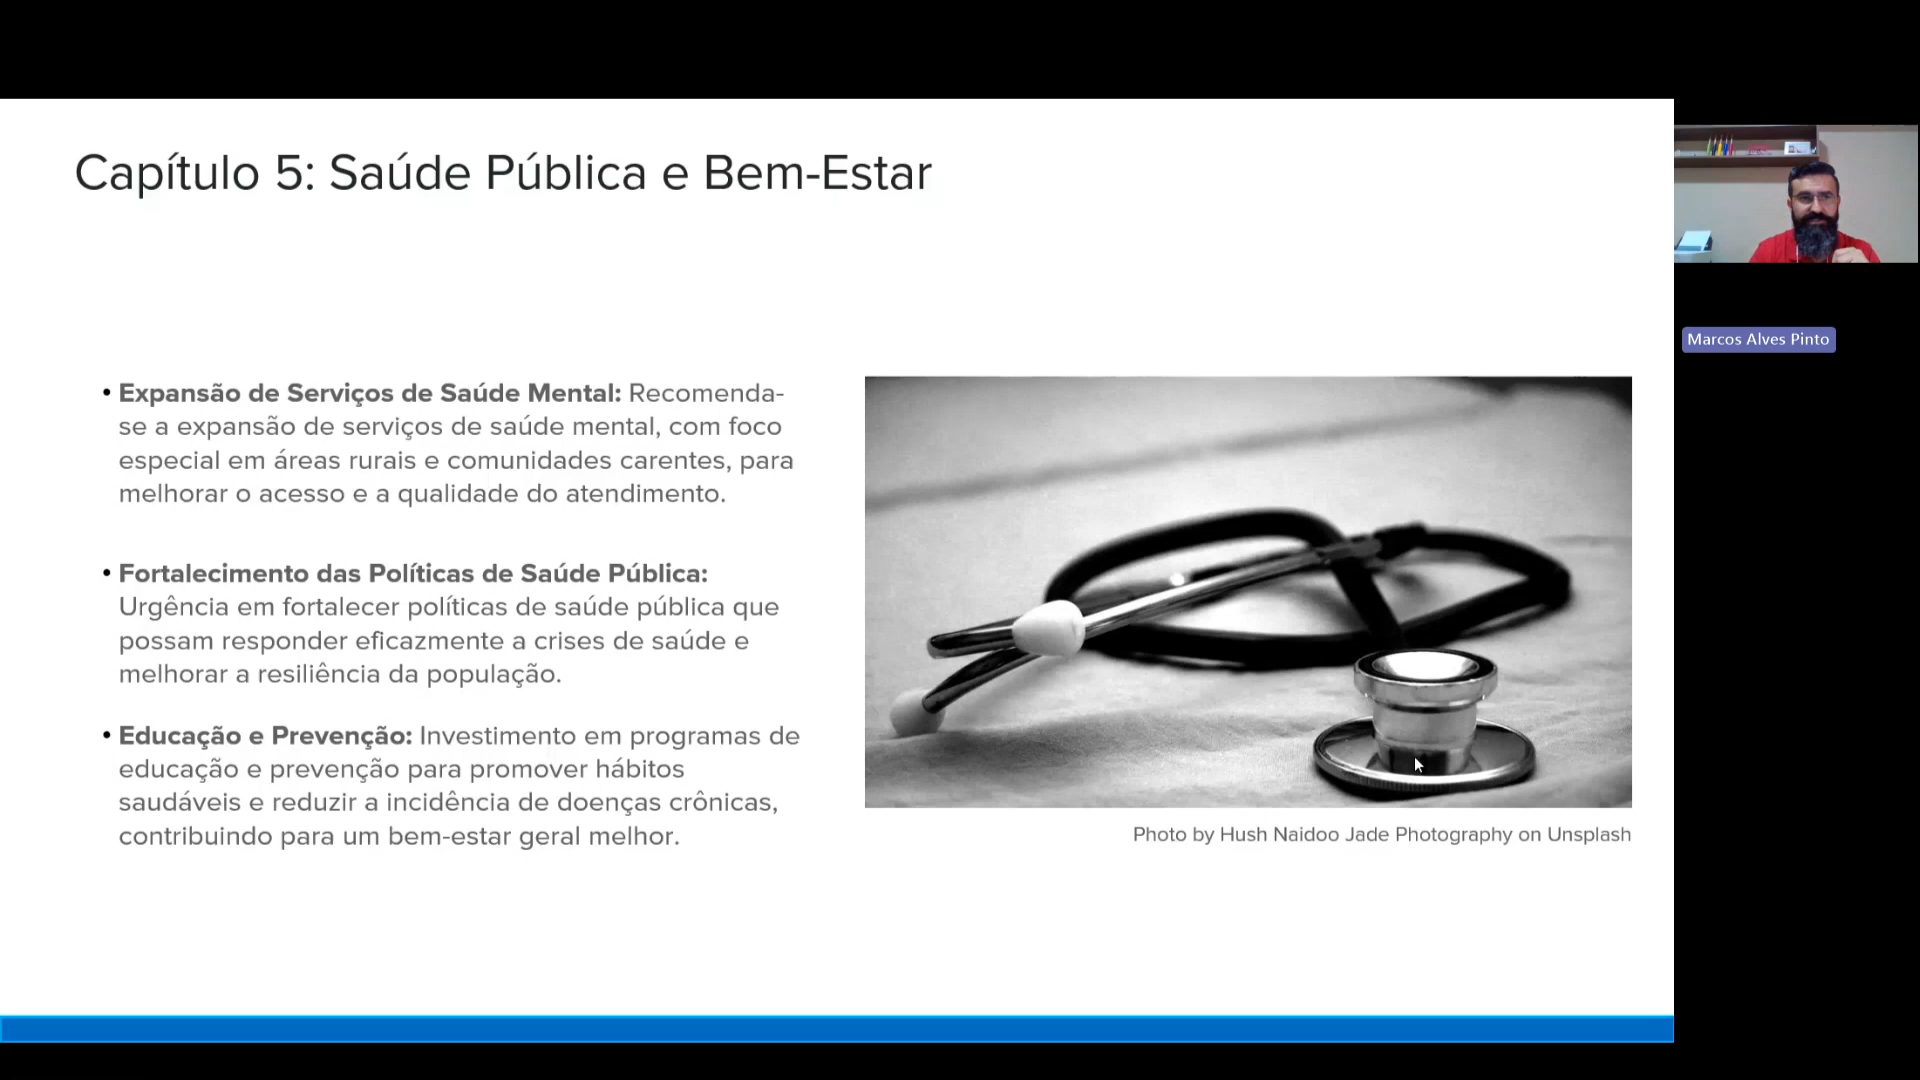 Capítulo 5: Saúde Pública e Bem-Estar
• Expansão de Serviços de Saúde Mental: Recomenda-
se a expansão de serviços de saúde mental, com foco
especial em áreas rurais e comunidades carentes, para
melhorar o acesso e a qualidade do atendimento.
• Fortalecimento das Políticas de Saúde Pública:
Urgência em fortalecer políticas de saúde pública que
possam responder eficazmente a crises de saúde e
melhorar a resiliência da população.
• Educação e Prevenção: Investimento em programas de
educação e prevenção para promover hábitos
saudáveis e reduzir a incidência de doenças crônicas,
contribuindo para um bem-estar geral melhor.
Photo by Hush Naidoo Jade Photography on Unsplash
Marcos Alves Pinto